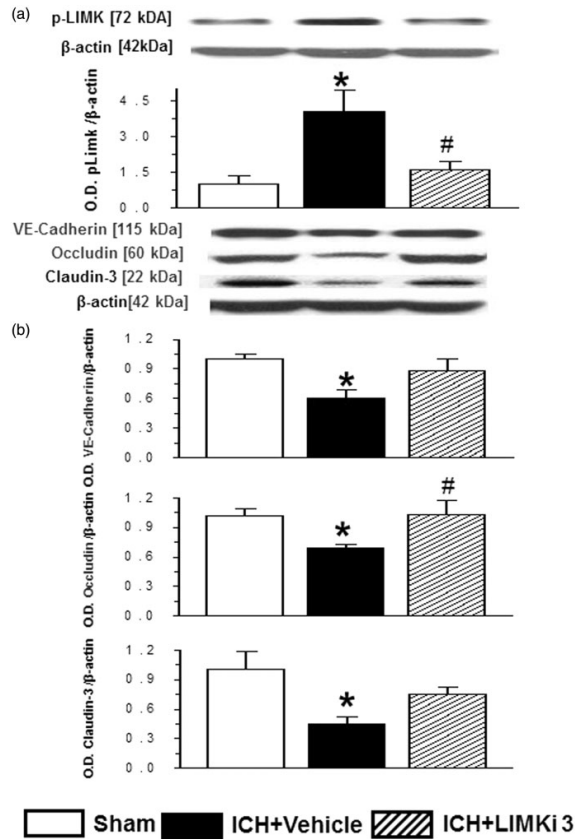 (a)
p-LIMK [72 kDA]
β-actin [42kDa]
O.D. pLimk /β-actin
4.5
3.0
1.5
0
*
#
VE-Cadherin [115 kDa]
Occludin [60 kDa]
Claudin-3 [22 kDa]
β-actin[42 kDa]
(b)
O.D. VE-Cadherin/β-actin
1.2
0.9
0.6
0.3
0.0
*
O.D. Occludin/β-actin
1.2
0.9
0.6
0.3
0.0
*
#
O.D. Claudin-3/β-actin
1.2
0.9
0.6
0.3
0.0
*
Sham
ICH+Vehicle
ICH+LIMKi 3